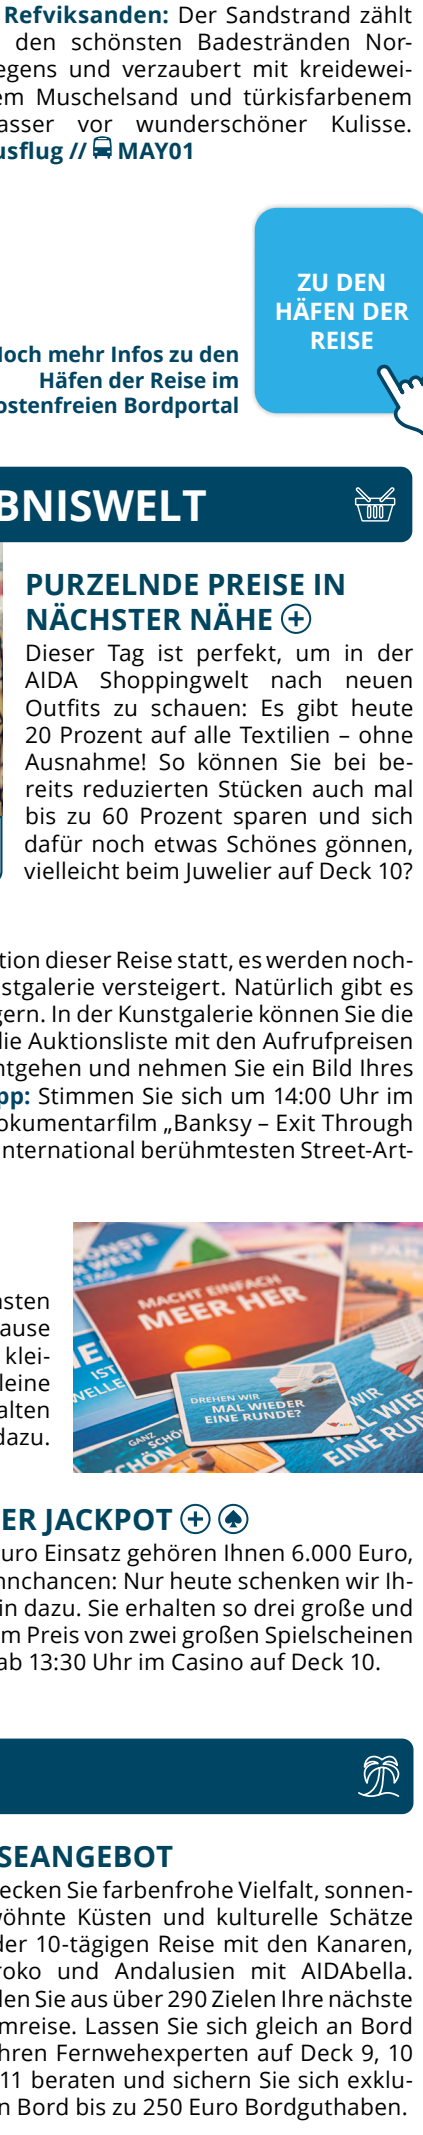 Refviksanden: Der Sandstrand zählt
den schönsten Badestränden Nor-
egens und verzaubert mit kreidewei-
em Muschelsand und türkisfarbenem
asser vor wunderschöner Kulisse.
usflug // MAY01
ZU DEN
HÄFEN DER
REISE
Noch mehr Infos zu den
Häfen der Reise im
ostenfreien Bordportal
BNISWELT
PURZELNDE PREISE IN
NÄCHSTER NÄHE
Dieser Tag ist perfekt, um in der
AIDA Shoppingwelt nach neuen
Outfits zu schauen: Es gibt heute
20 Prozent auf alle Textilien – ohne
Ausnahme! So können Sie bei be-
reits reduzierten Stücken auch mal
bis zu 60 Prozent sparen und sich
dafür noch etwas Schönes gönnen,
vielleicht beim Juwelier auf Deck 10?
tion dieser Reise statt, es werden noch-
stgalerie versteigert. Natürlich gibt es
gern. In der Kunstgalerie können Sie die
die Auktionsliste mit den Aufrufpreisen
ntgehen und nehmen Sie ein Bild Ihres
pp: Stimmen Sie sich um 14:00 Uhr im
okumentarfilm „Banksy – Exit Through
international berühmtesten Street-Art-
nsten
ause
klei-
leine
alten
dazu.
MACHT EINFACH
MEER HER
DREHEN WIR
MAL WIEDER
EINE RUNDE?
WIR
MAL WIEDER
EINE RUN
GANZ
SCHÖN
SCHÖN
IST
ER JACKPOT
uro Einsatz gehören Ihnen 6.000 Euro,
nnchancen: Nur heute schenken wir Ih-
in dazu. Sie erhalten so drei große und
m Preis von zwei großen Spielscheinen
ab 13:30 Uhr im Casino auf Deck 10.
SEANGEBOT
ecken Sie farbenfrohe Vielfalt, sonnen-
wöhnte Küsten und kulturelle Schätze
der 10-tägigen Reise mit den Kanaren,
roko und Andalusien mit AIDAbella.
den Sie aus über 290 Zielen Ihre nächste
mreise. Lassen Sie sich gleich an Bord
hren Fernwehexperten auf Deck 9, 10
11 beraten und sichern Sie sich exklu-
n Bord bis zu 250 Euro Bordguthaben.